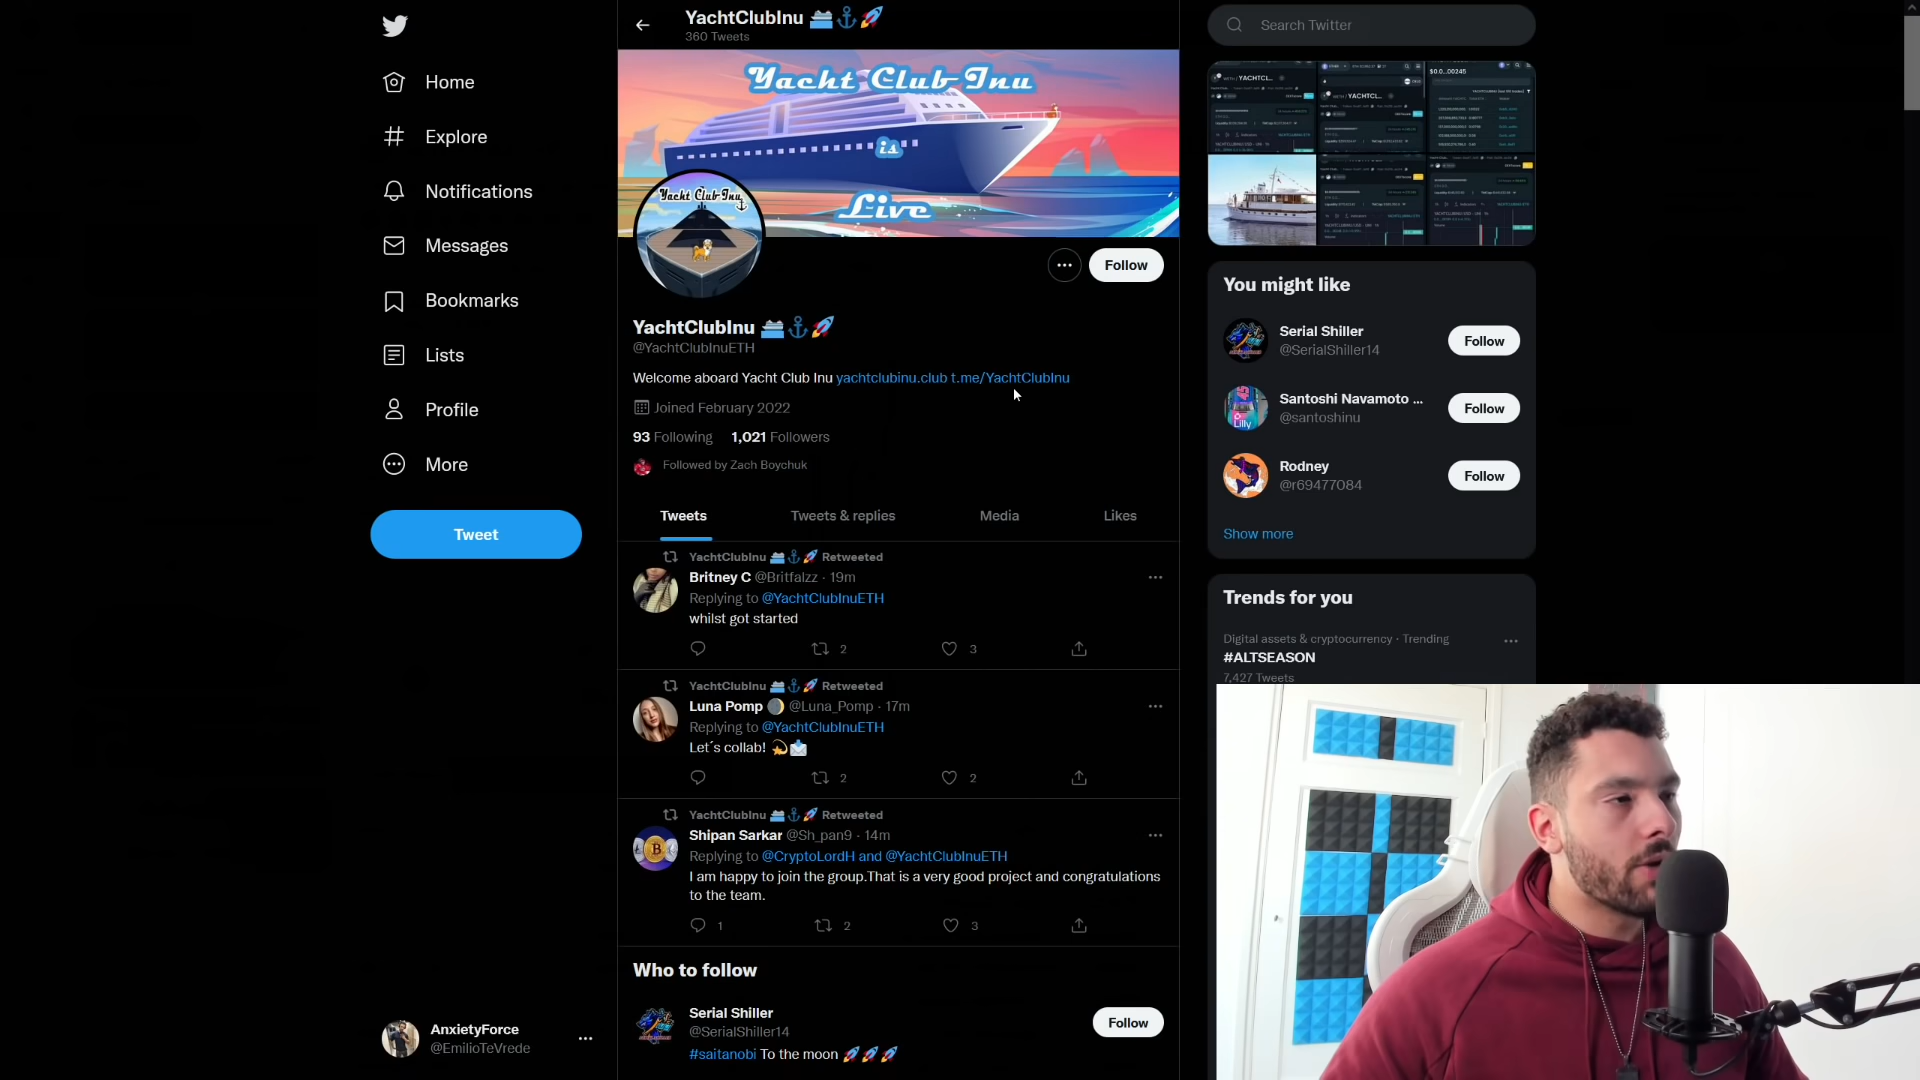 YachtClubInu
360 Tweets
Search Twitter
Home
Explore
Notifications
Messages
Bookmarks
Lists
Profile
More
Tweet
AnxietyForce
@EmilioTeVrede
Yacht Club Inu
is
Live
Yacht Club Inu
Follow
YachtClubInu
@YachtClubInuETH
Welcome aboard Yacht Club Inu yachtclubinu.club t.me/YachtClubInu
Joined February 2022
93 Following 1,021 Followers
Followed by Zach Boychuk
Tweets Tweets & replies Media Likes
YachtClubInu Retweeted
Britney C @Britfalzz · 19m
Replying to @YachtClubInuETH
whilst got started
2 3
YachtClubInu Retweeted
Luna Pomp @Luna_Pomp · 17m
Replying to @YachtClubInuETH
Let´s collab!
2 2
YachtClubInu Retweeted
Shipan Sarkar @Sh_pan9 · 14m
Replying to @CryptoLordH and @YachtClubInuETH
I am happy to join the group.That is a very good project and congratulations
to the team.
1 2 3
Who to follow
Serial Shiller
@SerialShiller14
Follow
#saitanobi To the moon
You might like
Serial Shiller
@SerialShiller14
Follow
Santoshi Navamoto ...
@santoshinu
Follow
Lilly
Rodney
@r69477084
Follow
Show more
Trends for you
Digital assets & cryptocurrency · Trending
#ALTSEASON
7,427 Tweets